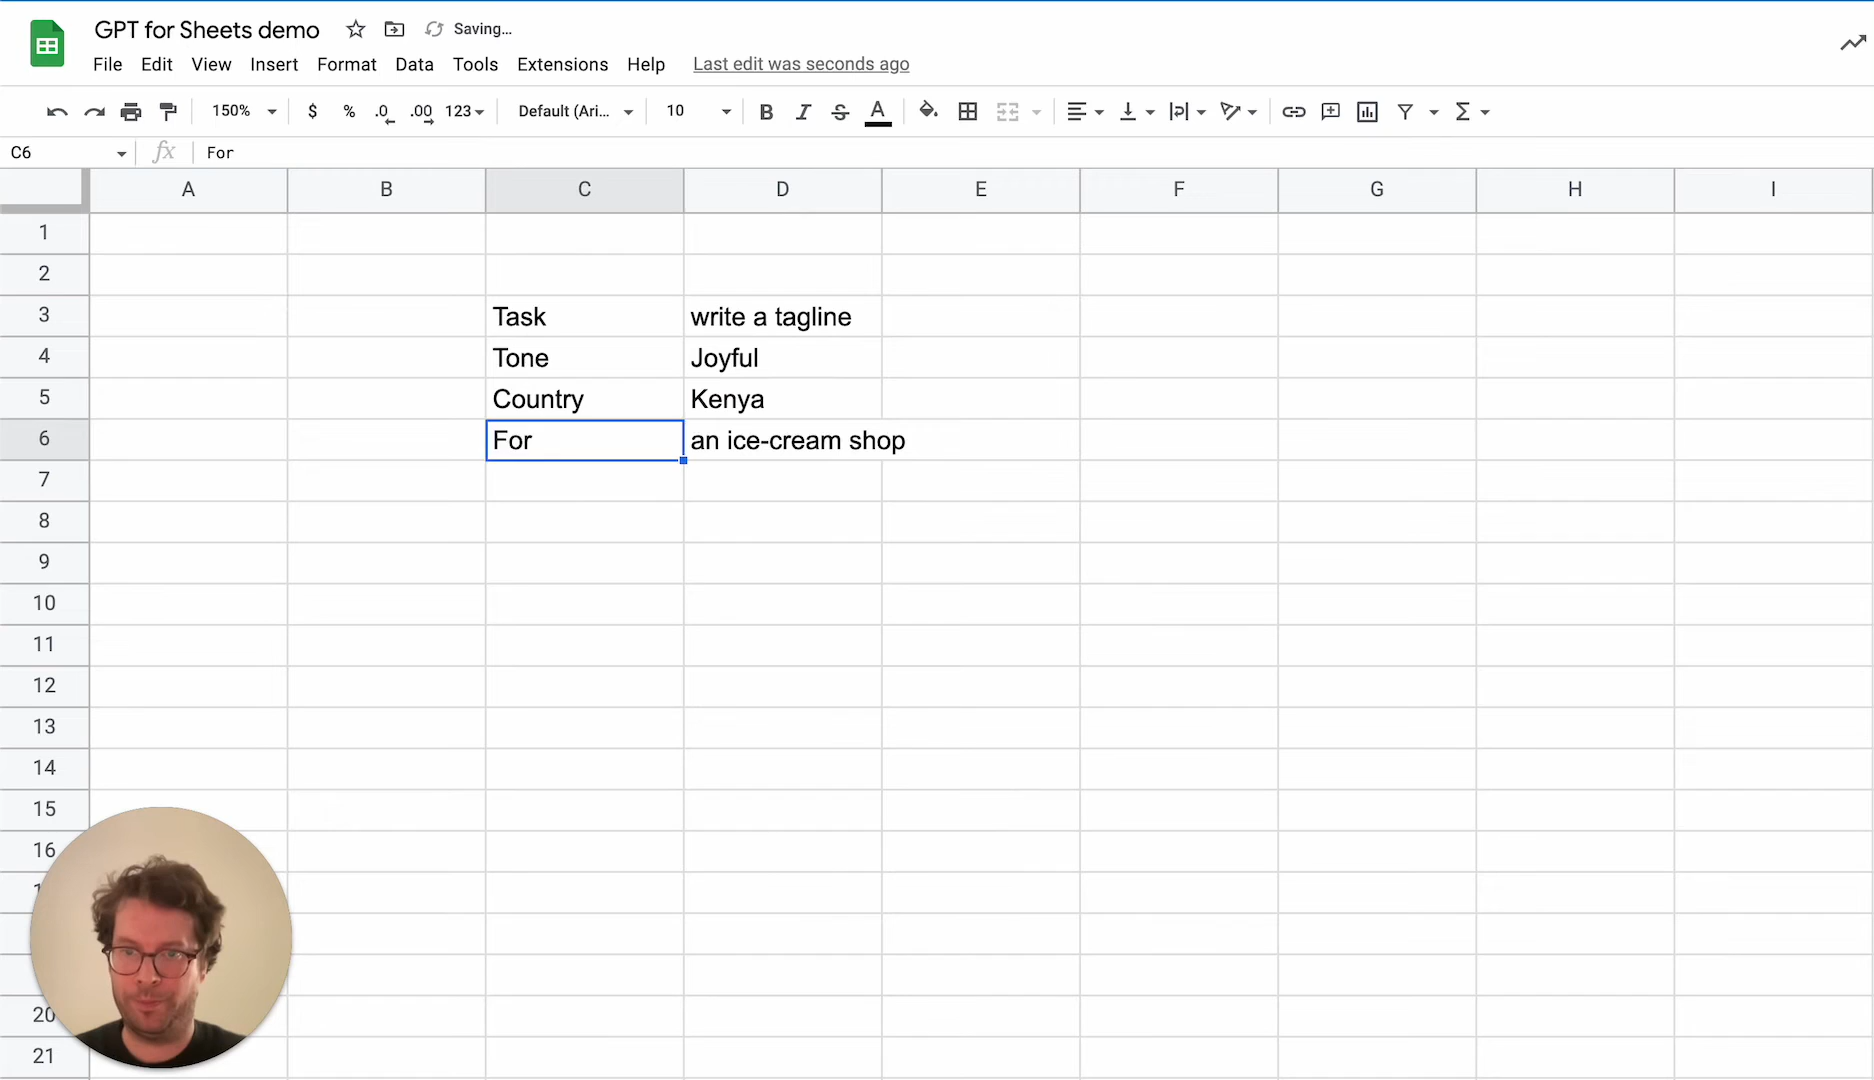 GPT for Sheets demo Saving...
File Edit View Insert Format Data Tools Extensions Help Last edit was seconds ago
150% $ % .0 .00 123 Default (Ari... 10 B I S A
C6 fx For
A B C D E F G H I
1
2
3 Task write a tagline
4 Tone Joyful
5 Country Kenya
6 For an ice-cream shop
7
8
9
10
11
12
13
14
15
16
20
21